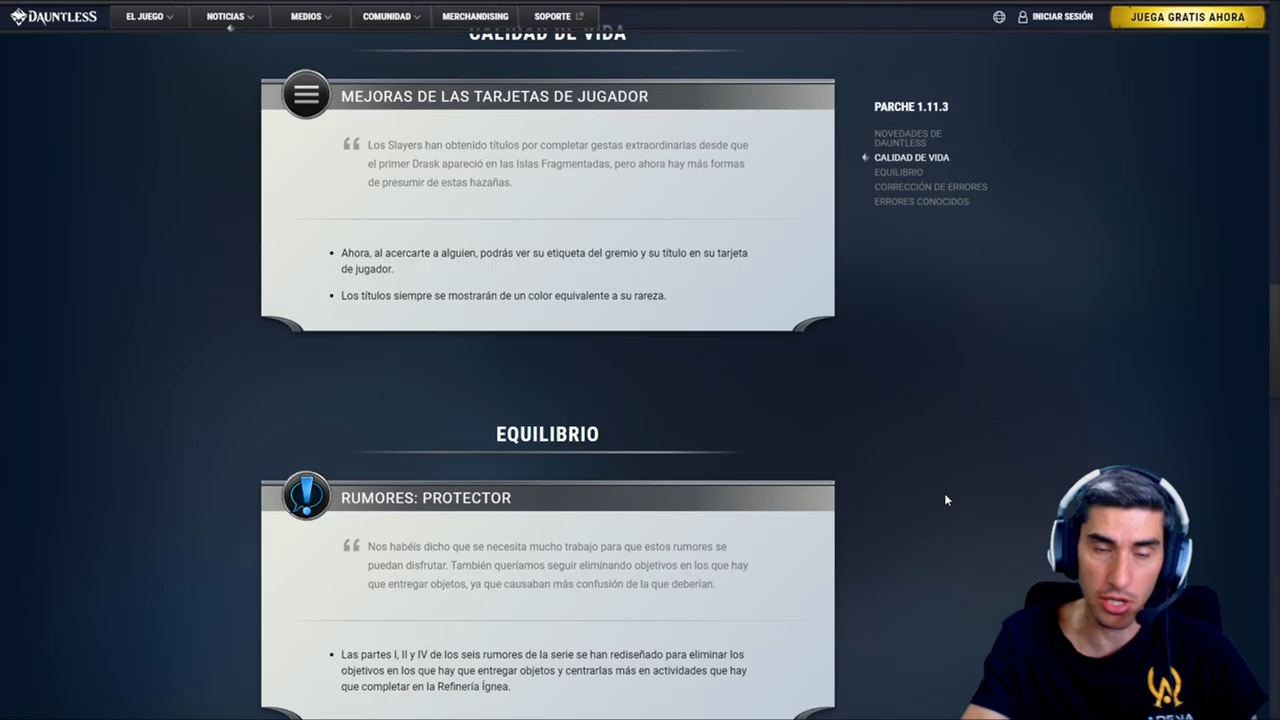 DAUNTLESS
EL JUEGO
NOTICIAS
MEDIOS
COMUNIDAD
MERCHANDISING
SOPORTE
INICIAR SESIÓN
JUEGA GRATIS AHORA
CALIDAD DE VIDA
MEJORAS DE LAS TARJETAS DE JUGADOR
Los Slayers han obtenido títulos por completar gestas extraordinarias desde que
el primer Drask apareció en las Islas Fragmentadas, pero ahora hay más formas
de presumir de estas hazañas.
• Ahora, al acercarte a alguien, podrás ver su etiqueta del gremio y su título en su tarjeta
de jugador.
• Los títulos siempre se mostrarán de un color equivalente a su rareza.
PARCHE 1.11.3
NOVEDADES DE
DAUNTLESS
CALIDAD DE VIDA
EQUILIBRIO
CORRECCIÓN DE ERRORES
ERRORES CONOCIDOS
EQUILIBRIO
RUMORES: PROTECTOR
Nos habéis dicho que se necesita mucho trabajo para que estos rumores se
puedan disfrutar. También queríamos seguir eliminando objetivos en los que hay
que entregar objetos, ya que causaban más confusión de la que deberían.
• Las partes I, II y IV de los seis rumores de la serie se han rediseñado para eliminar los
objetivos en los que hay que entregar objetos y centrarlas más en actividades que hay
que completar en la Refinería Ígnea.